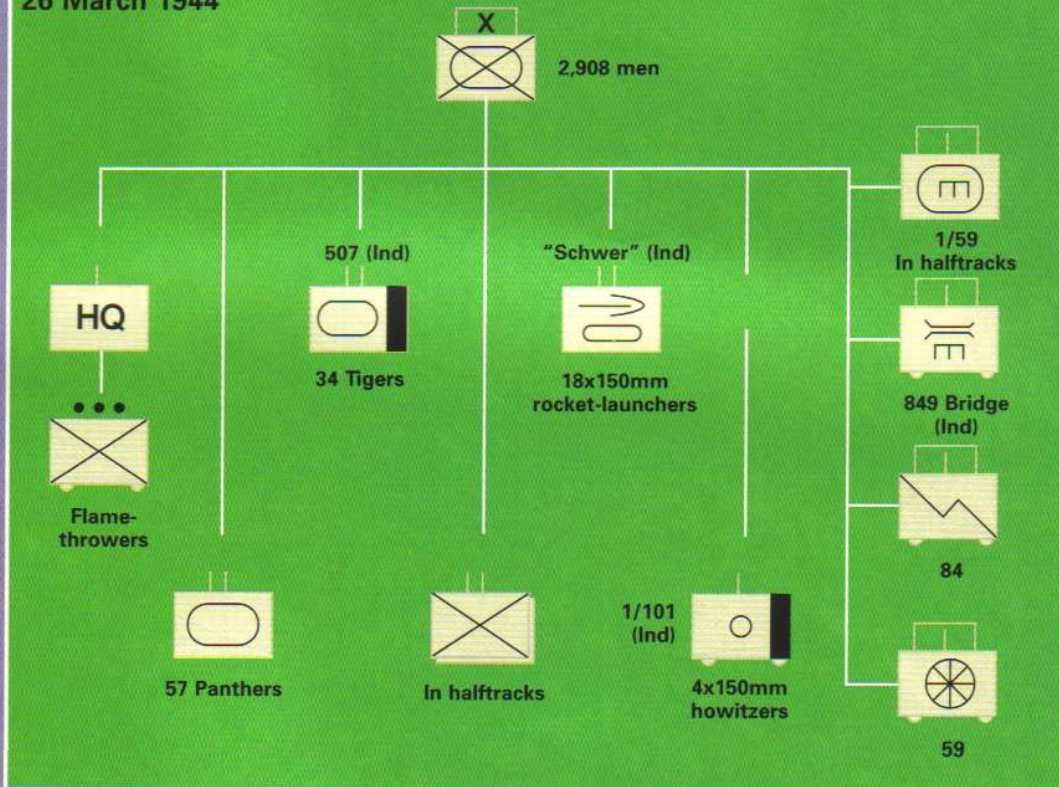 26 March 1944
X
2,908 men
HQ
Flame-
throwers
57 Panthers
507 (Ind)
34 Tigers
In halftracks
"Schwer" (Ind)
18x150mm
rocket-launchers
1/101
(Ind)
4x150mm
howitzers
E
1/59
In halftracks
E
849 Bridge
(Ind)
84
59